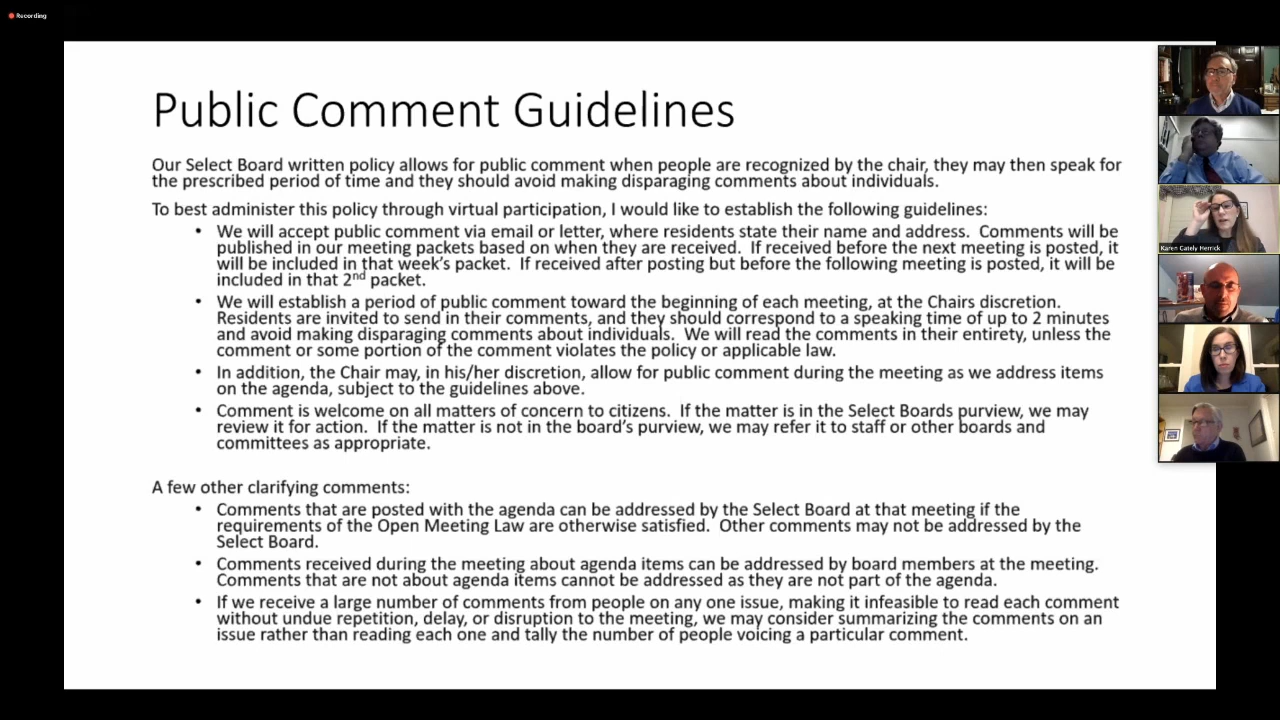 Recording
Public Comment Guidelines
Our Select Board written policy allows for public comment when people are recognized by the chair, they may then speak for
the prescribed period of time and they should avoid making disparaging comments about individuals.
To best administer this policy through virtual participation, I would like to establish the following guidelines:
• We will accept public comment via email or letter, where residents state their name and address. Comments will be
published in our meeting packets based on when they are received. If received before the next meeting is posted, it
will be included in that week's packet. If received after posting but before the following meeting is posted, it will be
included in that 2nd packet.
• We will establish a period of public comment toward the beginning of each meeting, at the Chairs discretion.
Residents are invited to send in their comments, and they should correspond to a speaking time of up to 2 minutes
and avoid making disparaging comments about individuals. We will read the comments in their entirety, unless the
comment or some portion of the comment violates the policy or applicable law.
• In addition, the Chair may, in his/her discretion, allow for public comment during the meeting as we address items
on the agenda, subject to the guidelines above.
• Comment is welcome on all matters of concern to citizens. If the matter is in the Select Boards purview, we may
review it for action. If the matter is not in the board's purview, we may refer it to staff or other boards and
committees as appropriate.
A few other clarifying comments:
• Comments that are posted with the agenda can be addressed by the Select Board at that meeting if the
requirements of the Open Meeting Law are otherwise satisfied. Other comments may not be addressed by the
Select Board.
• Comments received during the meeting about agenda items can be addressed by board members at the meeting.
Comments that are not about agenda items cannot be addressed as they are not part of the agenda.
• If we receive a large number of comments from people on any one issue, making it infeasible to read each comment
without undue repetition, delay, or disruption to the meeting, we may consider summarizing the comments on an
issue rather than reading each one and tally the number of people voicing a particular comment.
Karen Gately Herrick